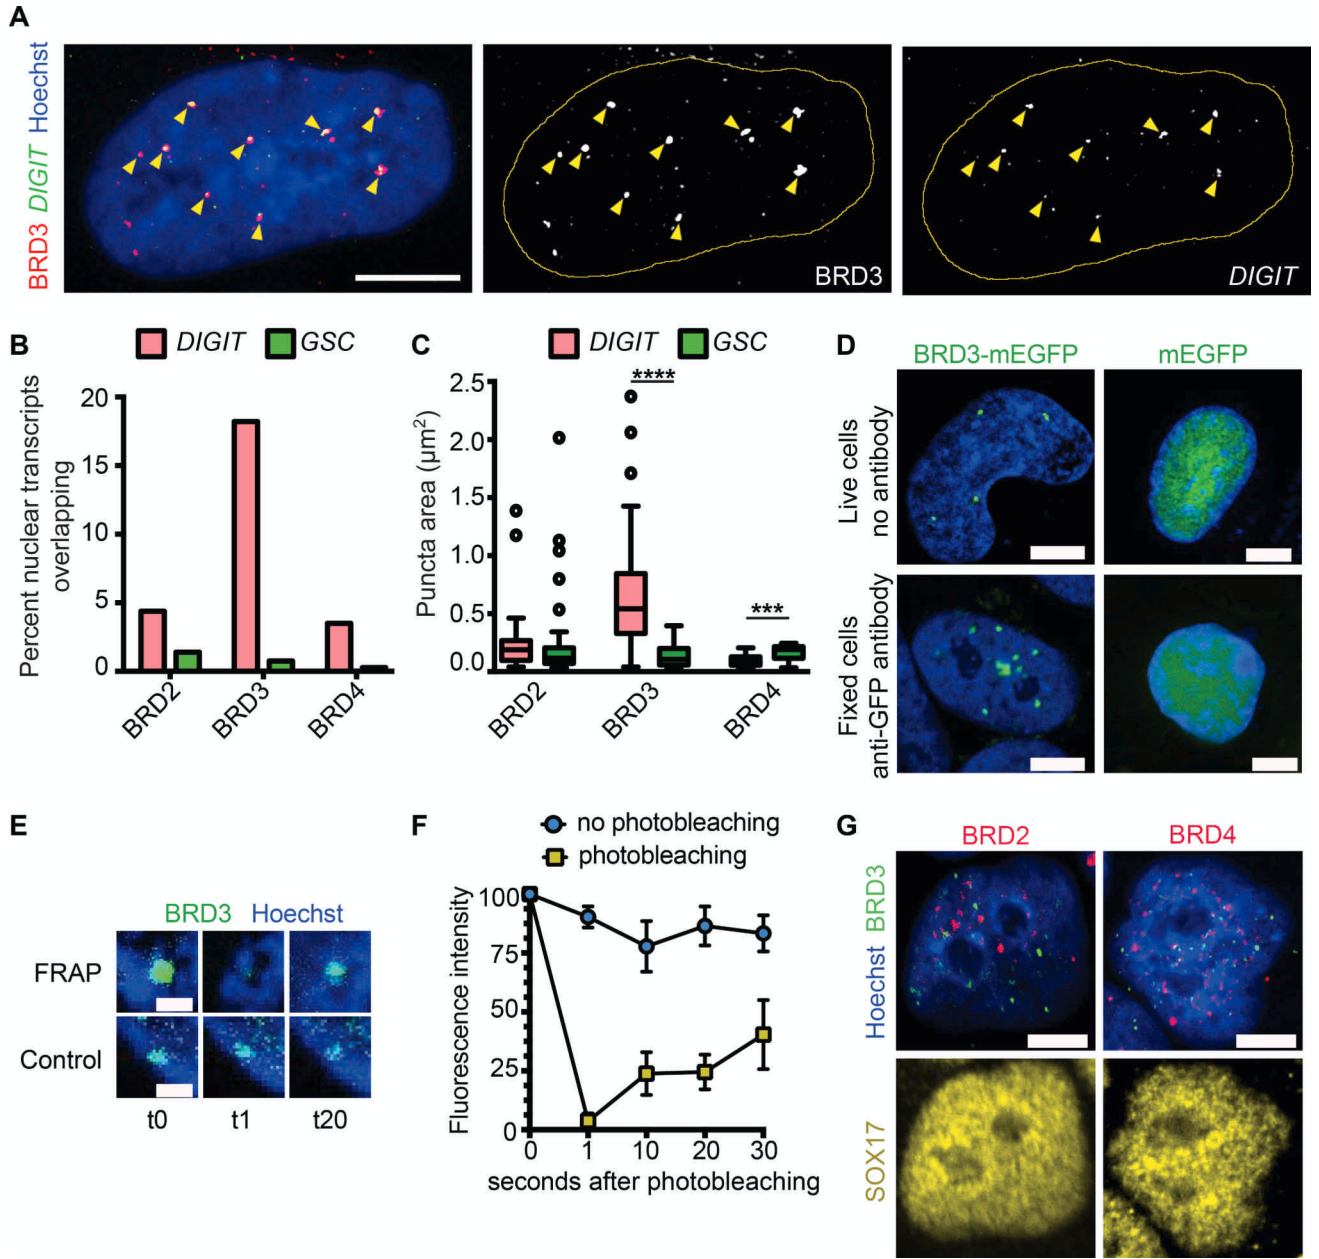 A
BRD3 DIGIT Hoechst
BRD3
DIGIT
B
DIGIT GSC
Percent nuclear transcripts
overlapping
20
15
10
5
0
BRD2 BRD3 BRD4
C
DIGIT GSC
Puncta area (µm²)
2.5
2.0
1.5
1.0
0.5
0.0
****
***
BRD2 BRD3 BRD4
D
BRD3-mEGFP mEGFP
Live cells
no antibody
Fixed cells
anti-GFP antibody
E
BRD3 Hoechst
FRAP
Control
t0 t1 t20
F
no photobleaching
photobleaching
Fluorescence intensity
100
75
50
25
0
0 1 10 20 30
seconds after photobleaching
G
BRD2 BRD4
Hoechst BRD3
SOX17